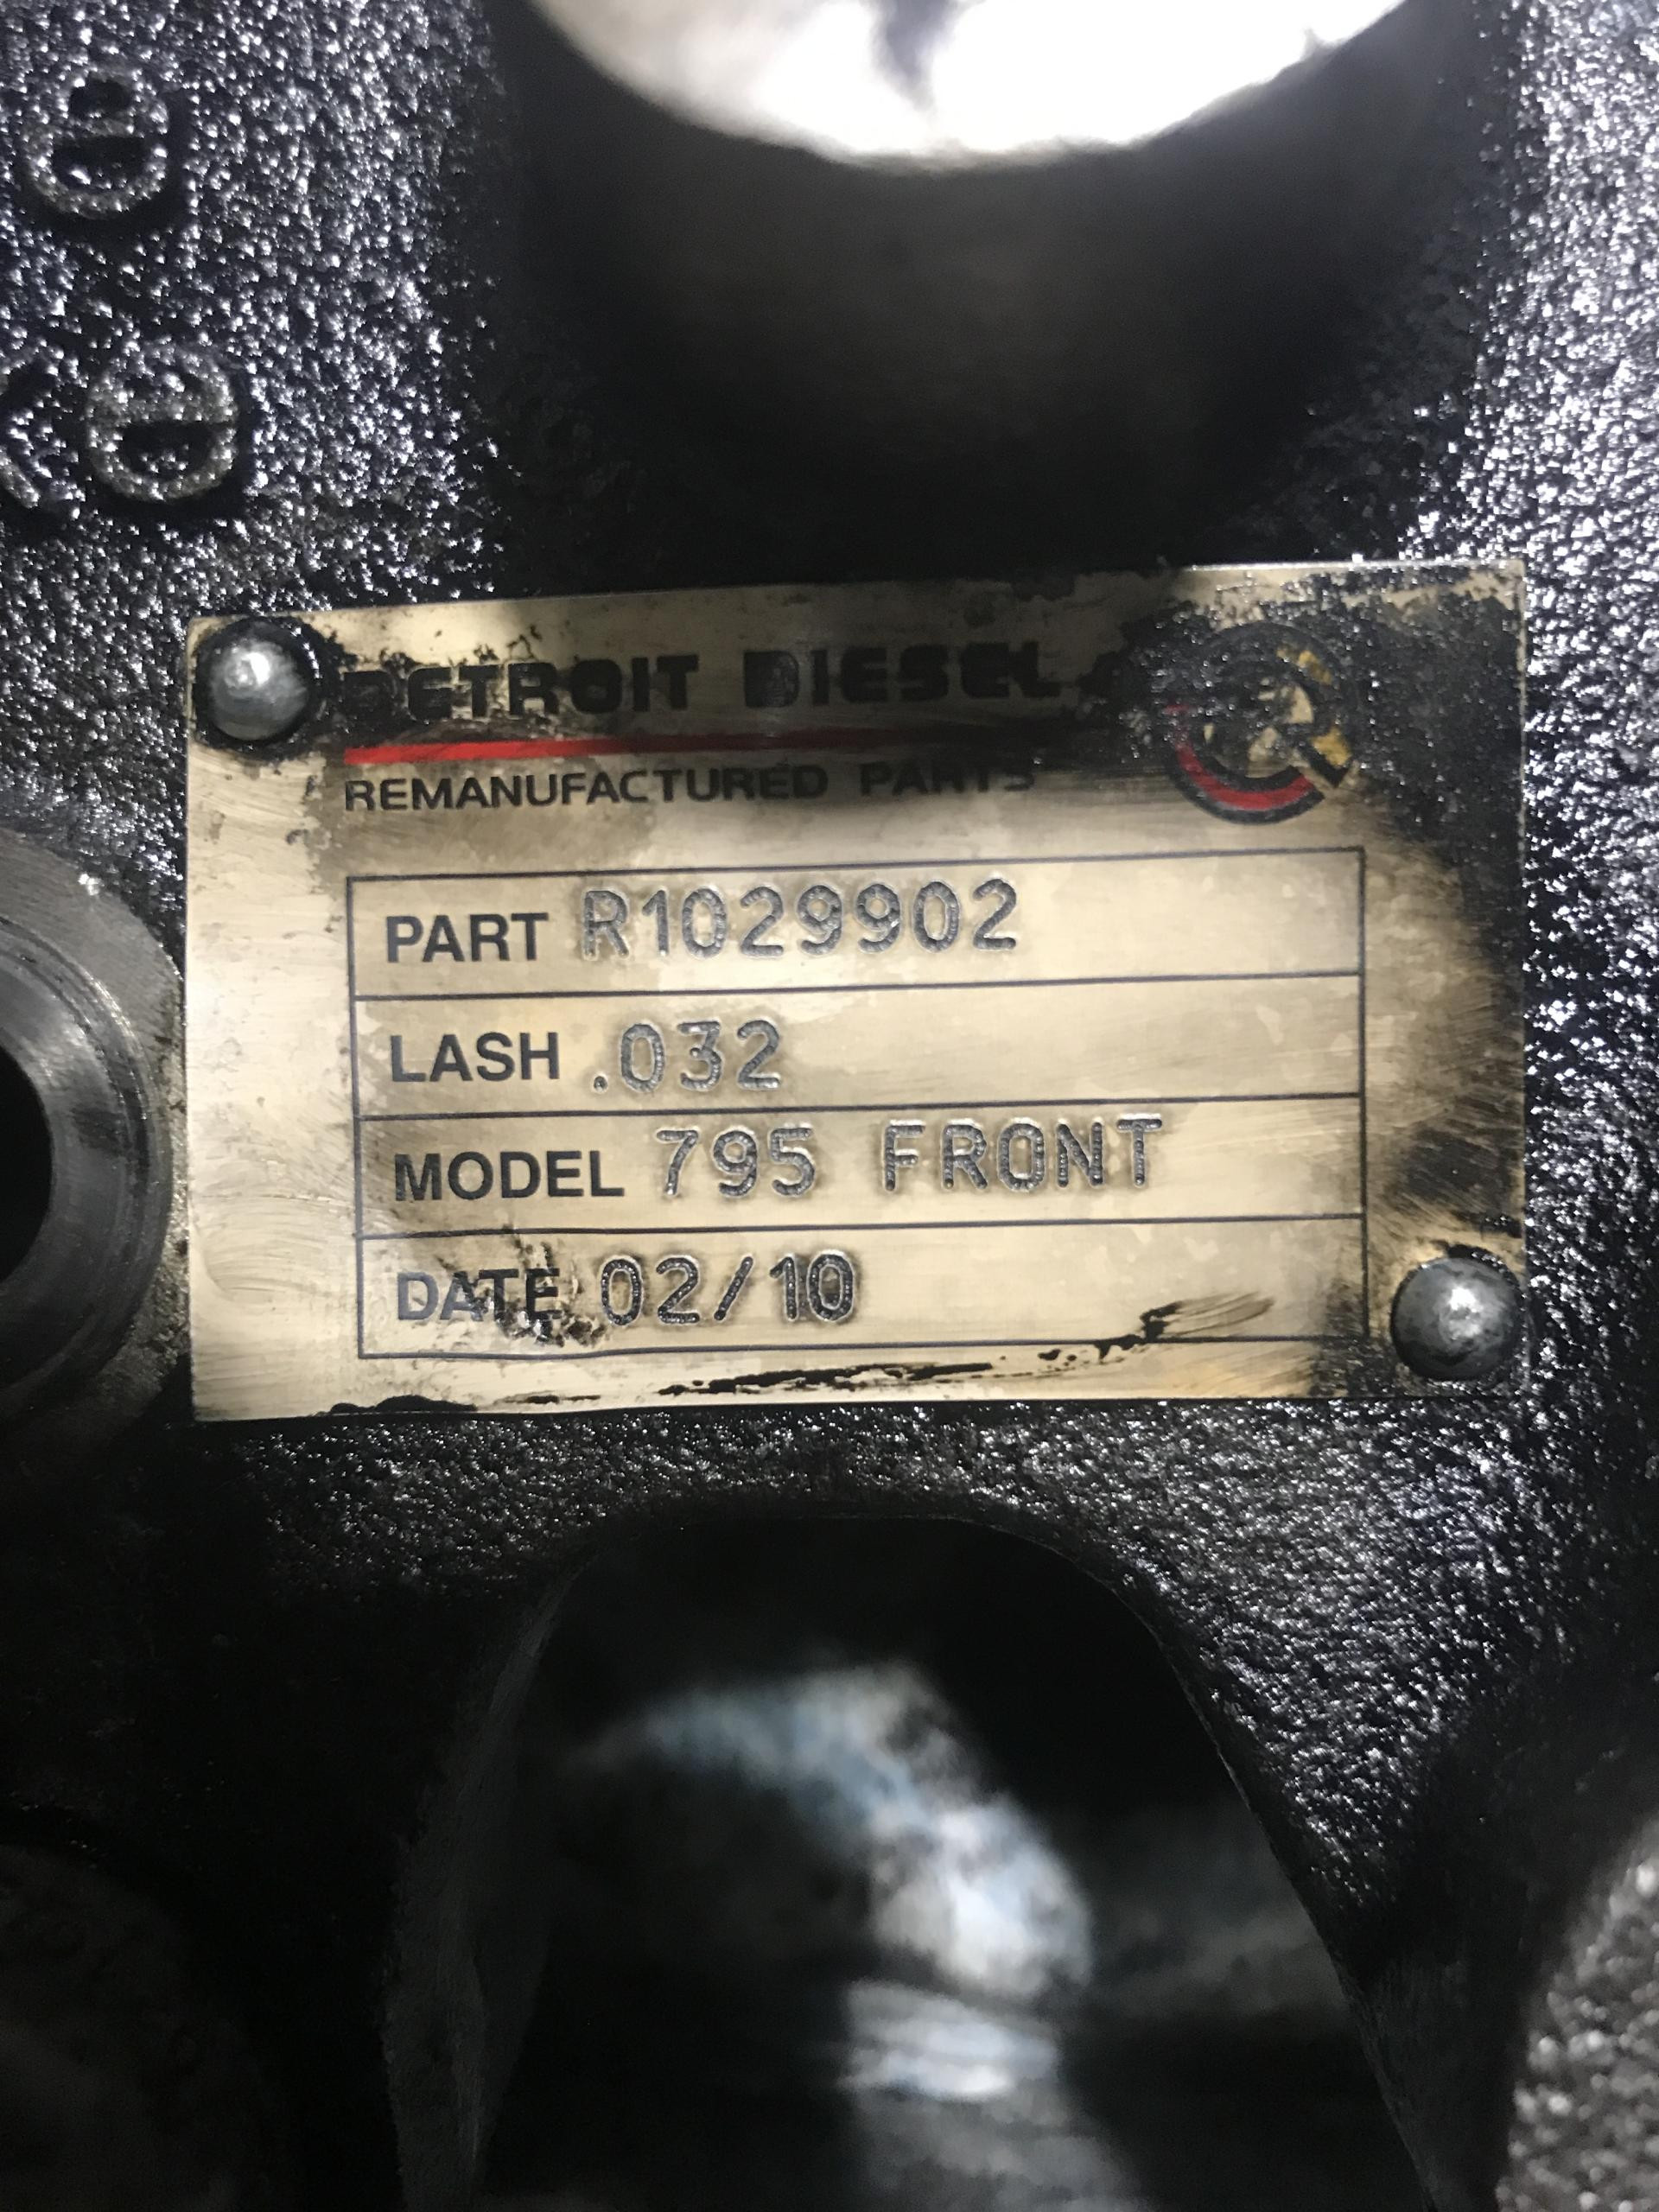 DETROIT DIESEL
REMANUFACTURED PARTS
PART R1029902
LASH .032
MODEL 795 FRONT
DATE 02/10